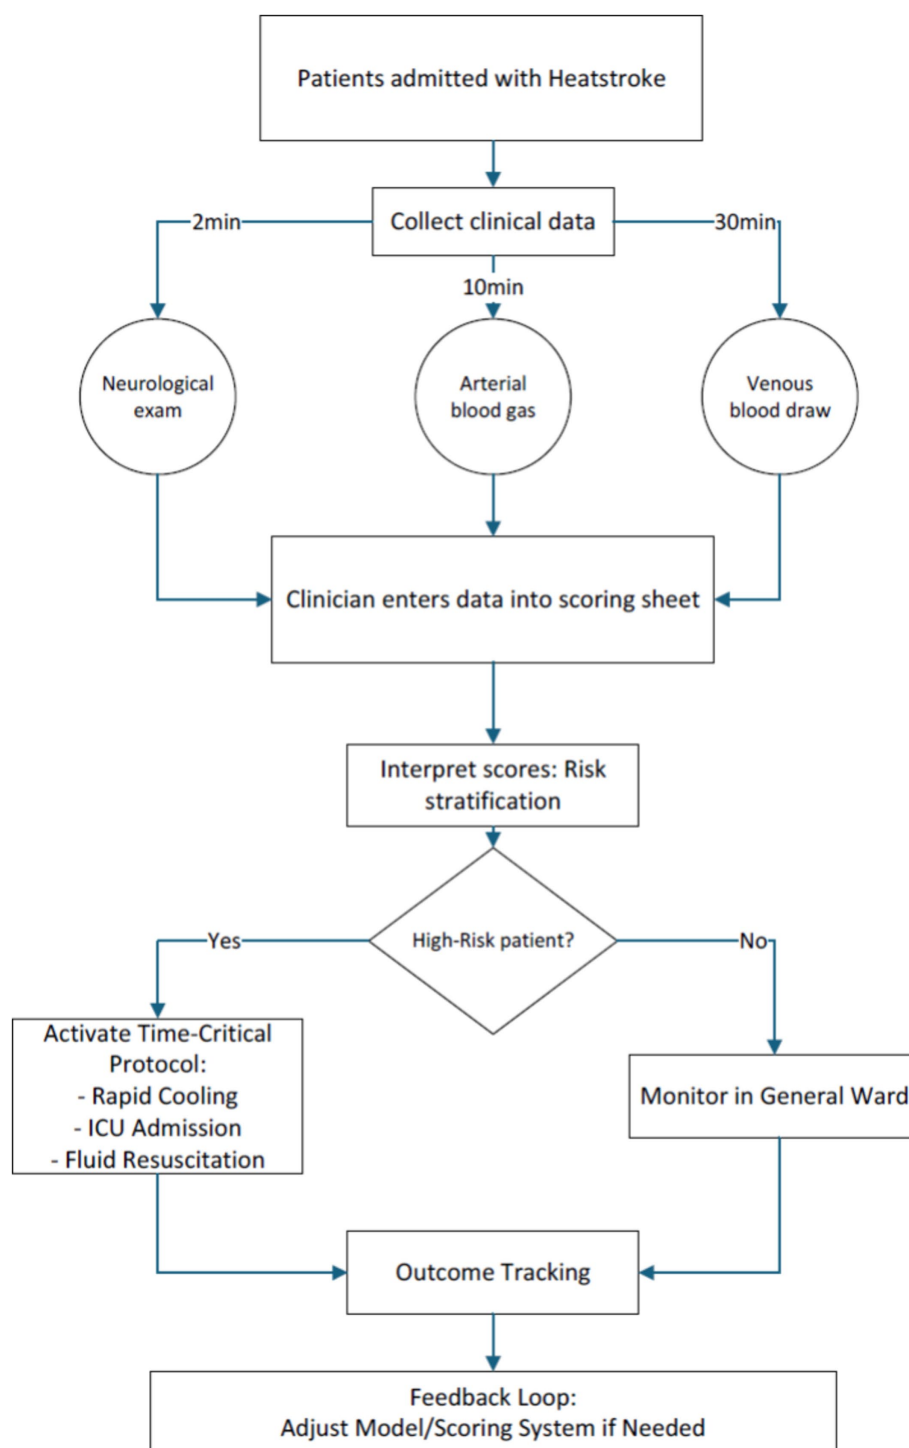 Patients admitted with Heatstroke
2min
Collect clinical data
30min
10min
Neurological
exam
Arterial
blood gas
Venous
blood draw
Clinician enters data into scoring sheet
Interpret scores: Risk
stratification
Yes
High-Risk patient?
No
Activate Time-Critical
Protocol:
- Rapid Cooling
- ICU Admission
- Fluid Resuscitation
Monitor in General Ward
Outcome Tracking
Feedback Loop:
Adjust Model/Scoring System if Needed